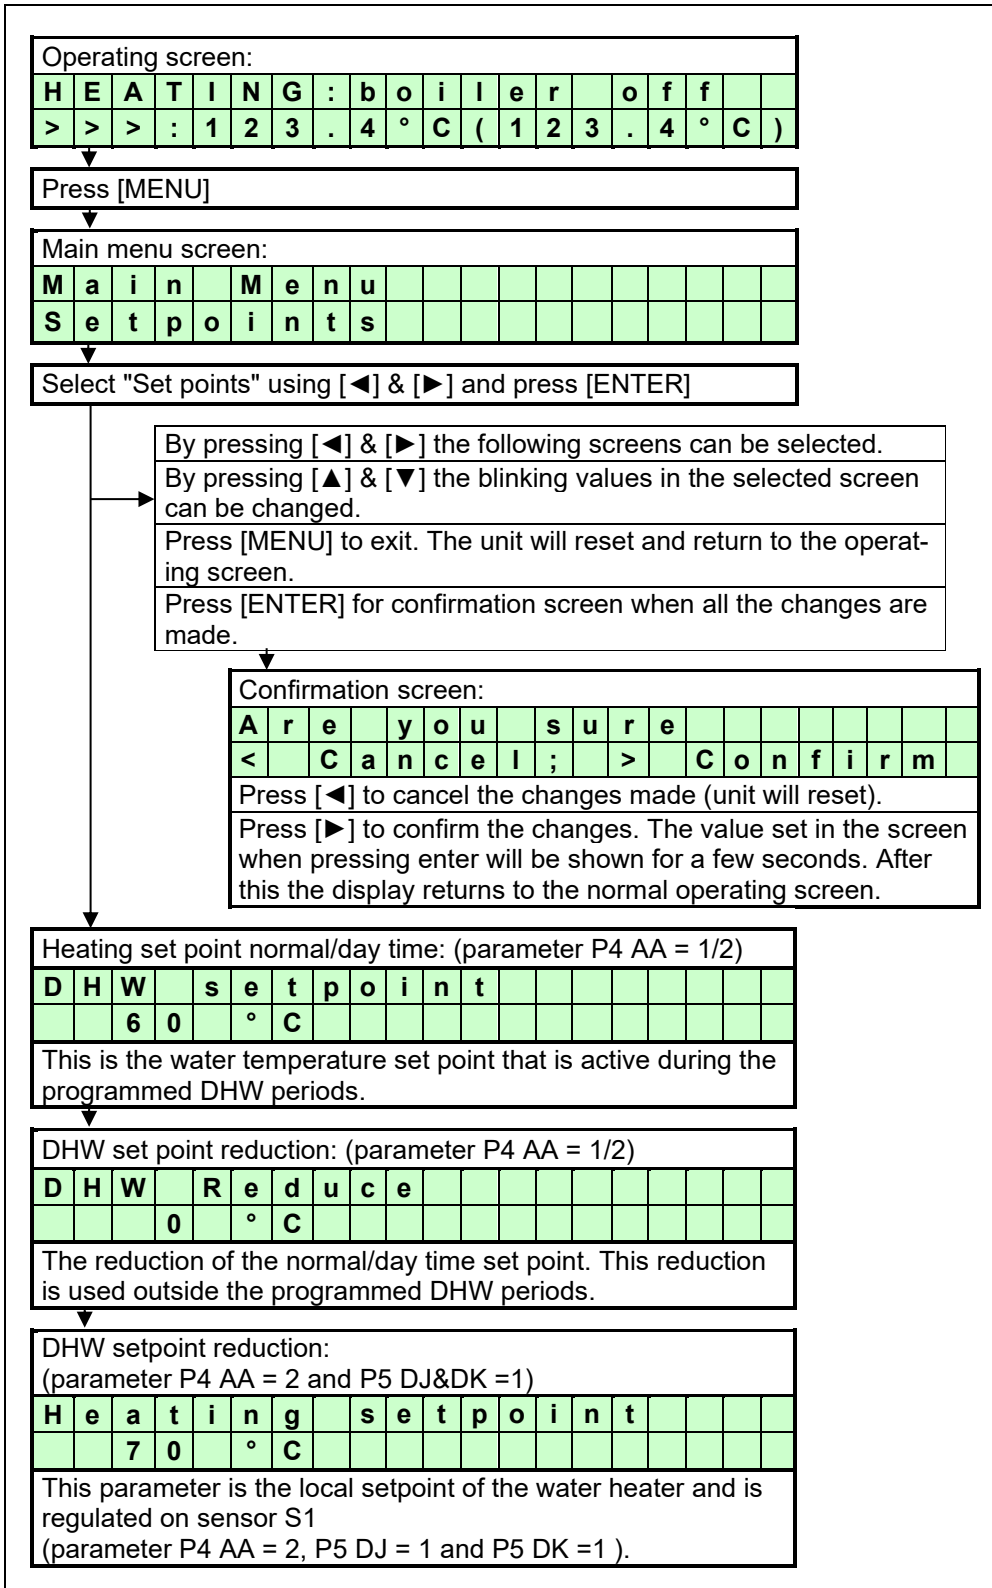 Operating screen:
HEATING:boiler off
>>>:123.4°C(123.4°C)
Press [MENU]
Main menu screen:
Main Menu
Setpoints
Select "Set points" using [◄] & [►] and press [ENTER]
By pressing [◄] & [►] the following screens can be selected.
By pressing [▲] & [▼] the blinking values in the selected screen
can be changed.
Press [MENU] to exit. The unit will reset and return to the operat-
ing screen.
Press [ENTER] for confirmation screen when all the changes are
made.
Confirmation screen:
Are you sure
< Cancel; > Confirm
Press [◄] to cancel the changes made (unit will reset).
Press [►] to confirm the changes. The value set in the screen
when pressing enter will be shown for a few seconds. After
this the display returns to the normal operating screen.
Heating set point normal/day time: (parameter P4 AA = 1/2)
DHW setpoint
60 °C
This is the water temperature set point that is active during the
programmed DHW periods.
DHW set point reduction: (parameter P4 AA = 1/2)
DHW Reduce
0 °C
The reduction of the normal/day time set point. This reduction
is used outside the programmed DHW periods.
DHW setpoint reduction:
(parameter P4 AA = 2 and P5 DJ&DK =1)
Heating setpoint
70 °C
This parameter is the local setpoint of the water heater and is
regulated on sensor S1
(parameter P4 AA = 2, P5 DJ = 1 and P5 DK =1 ).